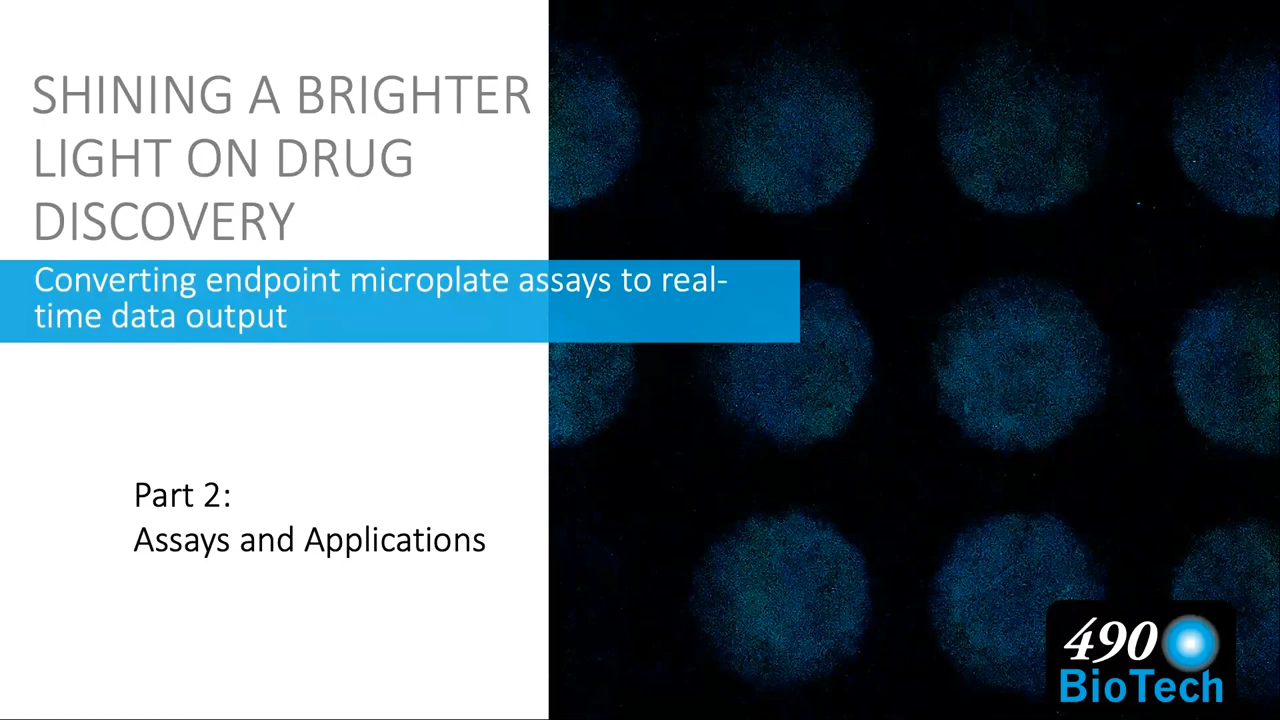 SHINING A BRIGHTER
LIGHT ON DRUG
DISCOVERY
Converting endpoint microplate assays to real-
time data output
Part 2:
Assays and Applications
490
BioTech